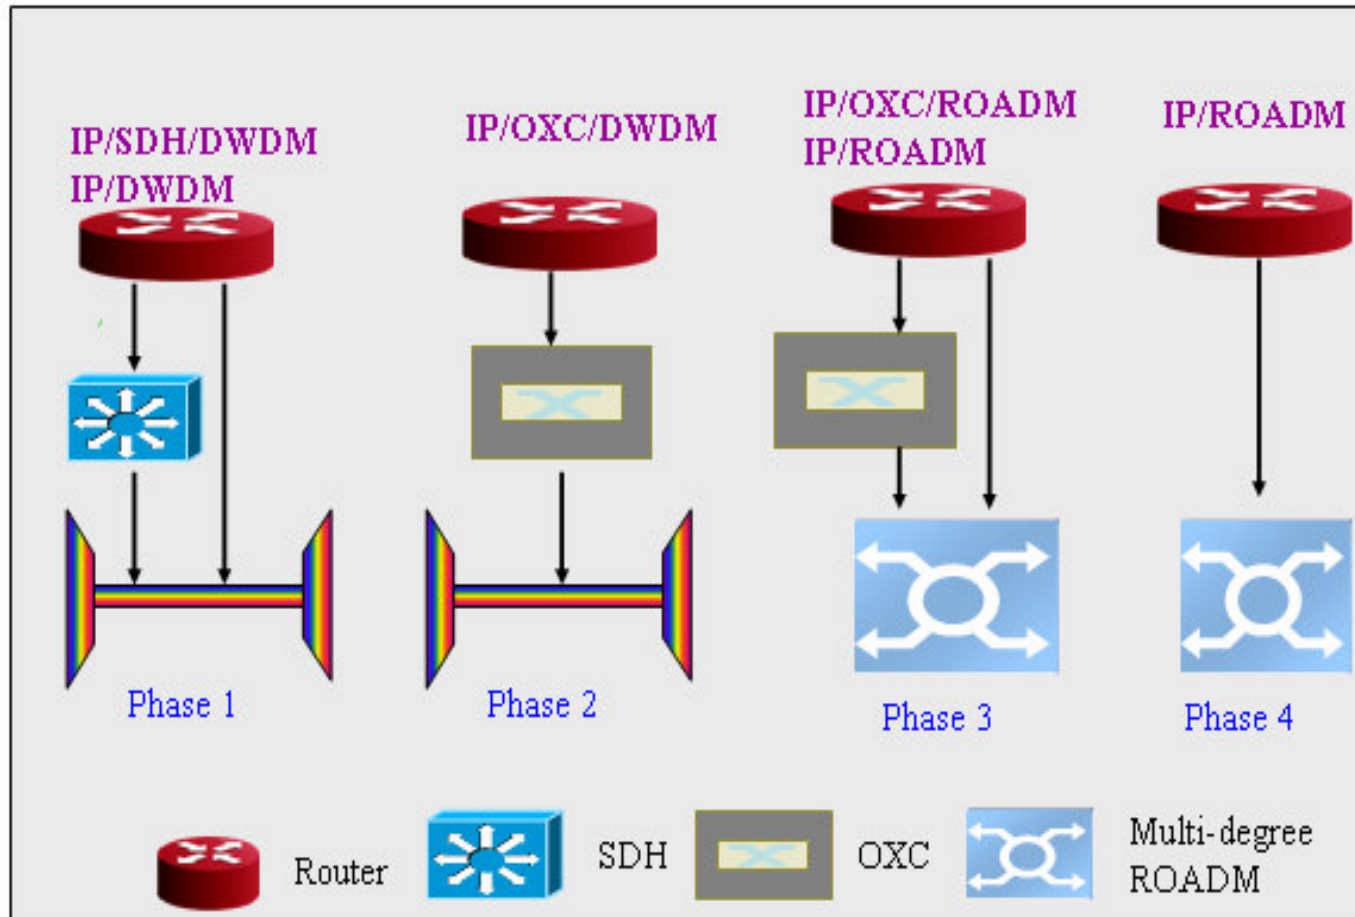 IP/SDH/DWDM
IP/DWDM
IP/OXC/DWDM
IP/OXC/ROADM
IP/ROADM
IP/ROADM
Phase 1
Phase 2
Phase 3
Phase 4
Router
SDH
OXC
Multi-degree
ROADM